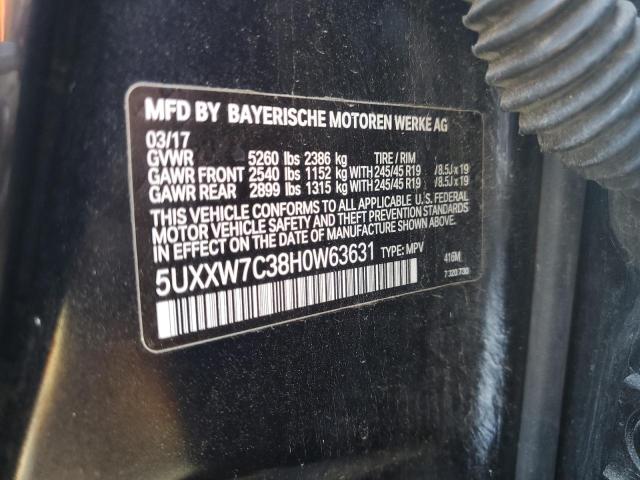 MFD BY BAYERISCHE MOTOREN WERKE AG
03/17
GVWR 5260 lbs 2386 kg TIRE / RIM
GAWR FRONT 2540 lbs 1152 kg WITH 245/45 R19 / 8.5J x 19
GAWR REAR 2899 lbs 1315 kg WITH 245/45 R19 / 8.5J x 19
THIS VEHICLE CONFORMS TO ALL APPLICABLE U.S. FEDERAL
MOTOR VEHICLE SAFETY AND THEFT PREVENTION STANDARDS
IN EFFECT ON THE DATE OF MANUFACTURE SHOWN ABOVE.
5UXXW7C38H0W63631 TYPE: MPV 416M
7 320 730